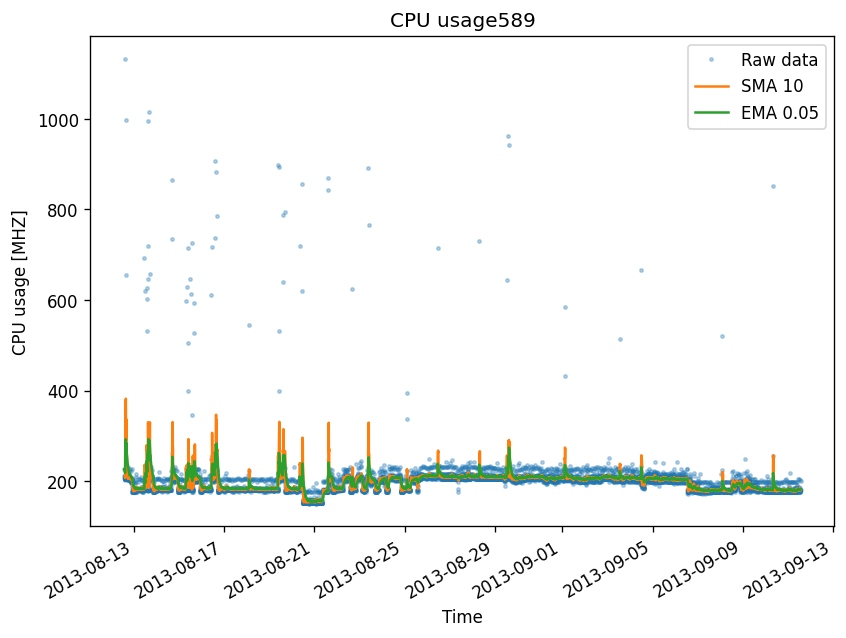 CPU usage589
Raw data
SMA 10
EMA 0.05
CPU usage [MHZ]
1000
800
600
400
200
2013-08-13
2013-08-17
2013-08-21
2013-08-25
2013-08-29
2013-09-01
2013-09-05
2013-09-09
2013-09-13
Time